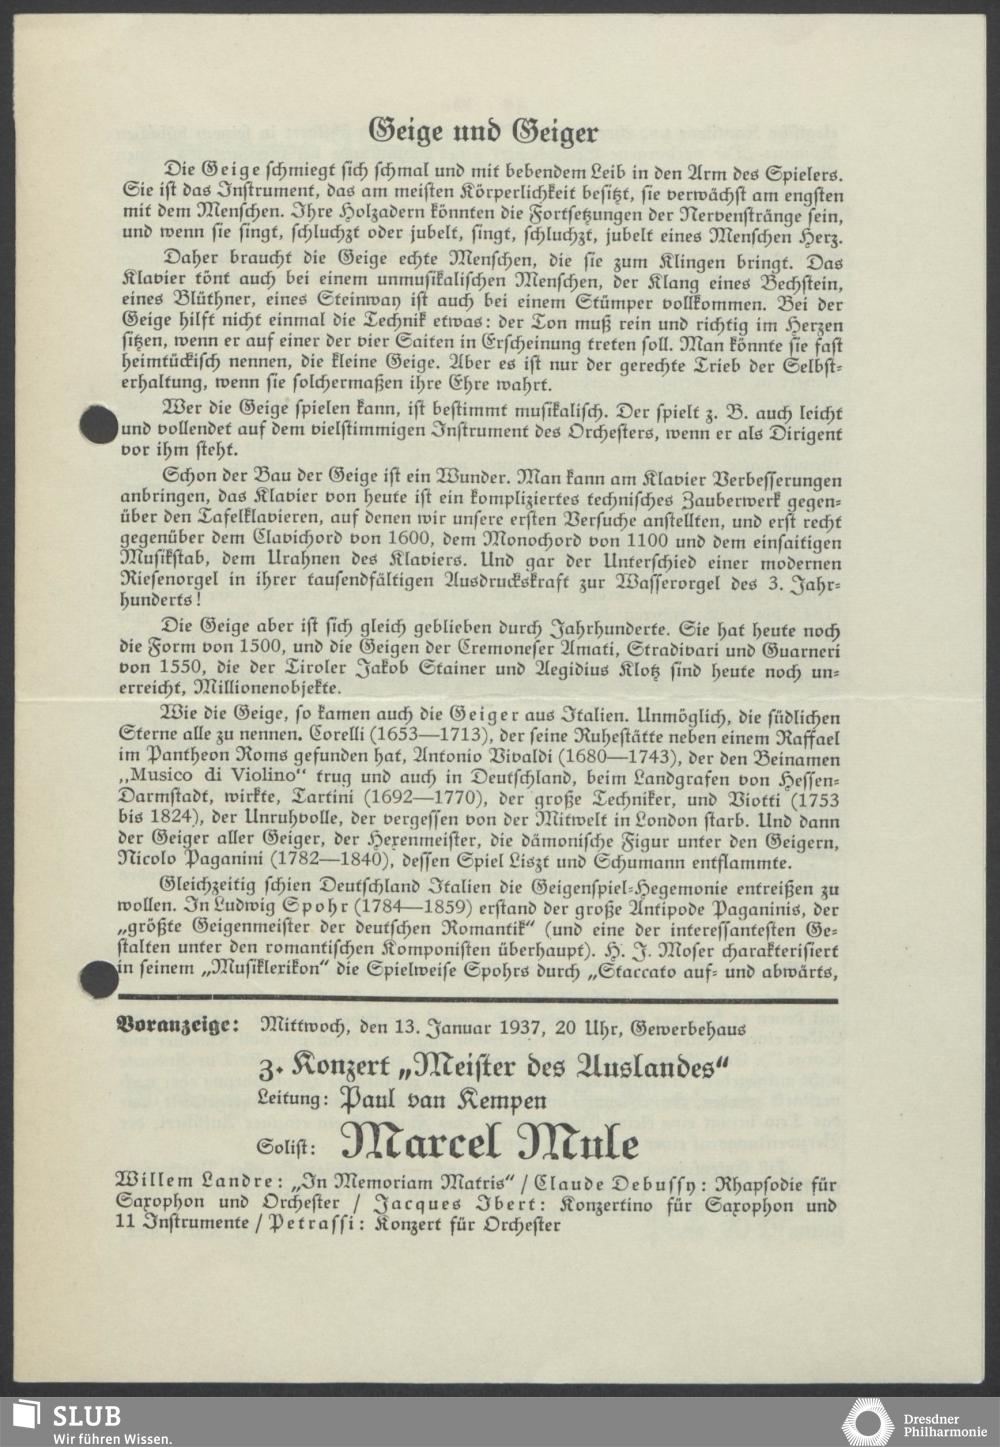 Geige und Geiger
Die Geige schmiegt sich schmal und mit bebendem Leib in den Arm des Spielers.
Sie ist das Instrument, das am meisten Körperlichkeit besitzt, sie verwächst am engsten
mit dem Menschen. Ihre Holzadern könnten die Fortsetzungen der Nervenstränge sein,
und wenn sie singt, schluchzt oder jubelt, singt, schluchzt, jubelt eines Menschen Herz.
Daher braucht die Geige echte Menschen, die sie zum Klingen bringt. Das
Klavier tönt auch bei einem unmusikalischen Menschen, der Klang eines Bechstein,
eines Blüthner, eines Steinway ist auch bei einem Stümper vollkommen. Bei der
Geige hilft nicht einmal die Technik etwas: der Ton muß rein und richtig im Herzen
sitzen, wenn er auf einer der vier Saiten in Erscheinung treten soll. Man könnte sie fast
heimtückisch nennen, die kleine Geige. Aber es ist nur der gerechte Trieb der Selbst-
erhaltung, wenn sie solchermaßen ihre Ehre wahrt.
Wer die Geige spielen kann, ist bestimmt musikalisch. Der spielt z. B. auch leicht
und vollendet auf dem vielstimmigen Instrument des Orchesters, wenn er als Dirigent
vor ihm steht.
Schon der Bau der Geige ist ein Wunder. Man kann am Klavier Verbesserungen
anbringen, das Klavier von heute ist ein kompliziertes technisches Zauberwerk gegen-
über den Tafelklavieren, auf denen wir unsere ersten Versuche anstellten, und erst recht
gegenüber dem Clavichord von 1600, dem Monochord von 1100 und dem einsaitigen
Musikstab, dem Urahnen des Klaviers. Und gar der Unterschied einer modernen
Riesenorgel in ihrer tausendfältigen Ausdruckskraft zur Wasserorgel des 3. Jahr-
hunderts!
Die Geige aber ist sich gleich geblieben durch Jahrhunderte. Sie hat heute noch
die Form von 1500, und die Geigen der Cremoneser Amati, Stradivari und Guarneri
von 1550, die der Tiroler Jakob Stainer und Aegidius Klotz sind heute noch un-
erreicht, Millionenobjekte.
Wie die Geige, so kamen auch die Geiger aus Italien. Unmöglich, die südlichen
Sterne alle zu nennen. Corelli (1653—1713), der seine Ruhestätte neben einem Raffael
im Pantheon Roms gefunden hat, Antonio Vivaldi (1680—1743), der den Beinamen
„Musico di Violino“ trug und auch in Deutschland, beim Landgrafen von Hessen-
Darmstadt, wirkte, Tartini (1692—1770), der große Techniker, und Viotti (1753
bis 1824), der Unruhvolle, der vergessen von der Mitwelt in London starb. Und dann
der Geiger aller Geiger, der Hexenmeister, die dämonische Figur unter den Geigern,
Nicolo Paganini (1782—1840), dessen Spiel Liszt und Schumann entflammte.
Gleichzeitig schien Deutschland Italien die Geigenspiel-Hegemonie entreißen zu
wollen. In Ludwig Spohr (1784—1859) erstand der große Antipode Paganinis, der
„größte Geigenmeister der deutschen Romantik“ (und eine der interessantesten Ge-
stalten unter den romantischen Komponisten überhaupt). H. J. Moser charakterisiert
in seinem „Musiklexikon“ die Spielweise Spohrs durch „Staccato auf- und abwärts,
Voranzeige: Mittwoch, den 13. Januar 1937, 20 Uhr, Gewerbehaus
3. Konzert „Meister des Auslandes“
Leitung: Paul van Kempen
Solist: Marcel Mule
Willem Landre: „In Memoriam Matris“ / Claude Debussy: Rhapsodie für
Saxophon und Orchester / Jacques Ibert: Konzertino für Saxophon und
11 Instrumente / Petrassi: Konzert für Orchester
SLUB
Wir führen Wissen.
Dresdner
Philharmonie